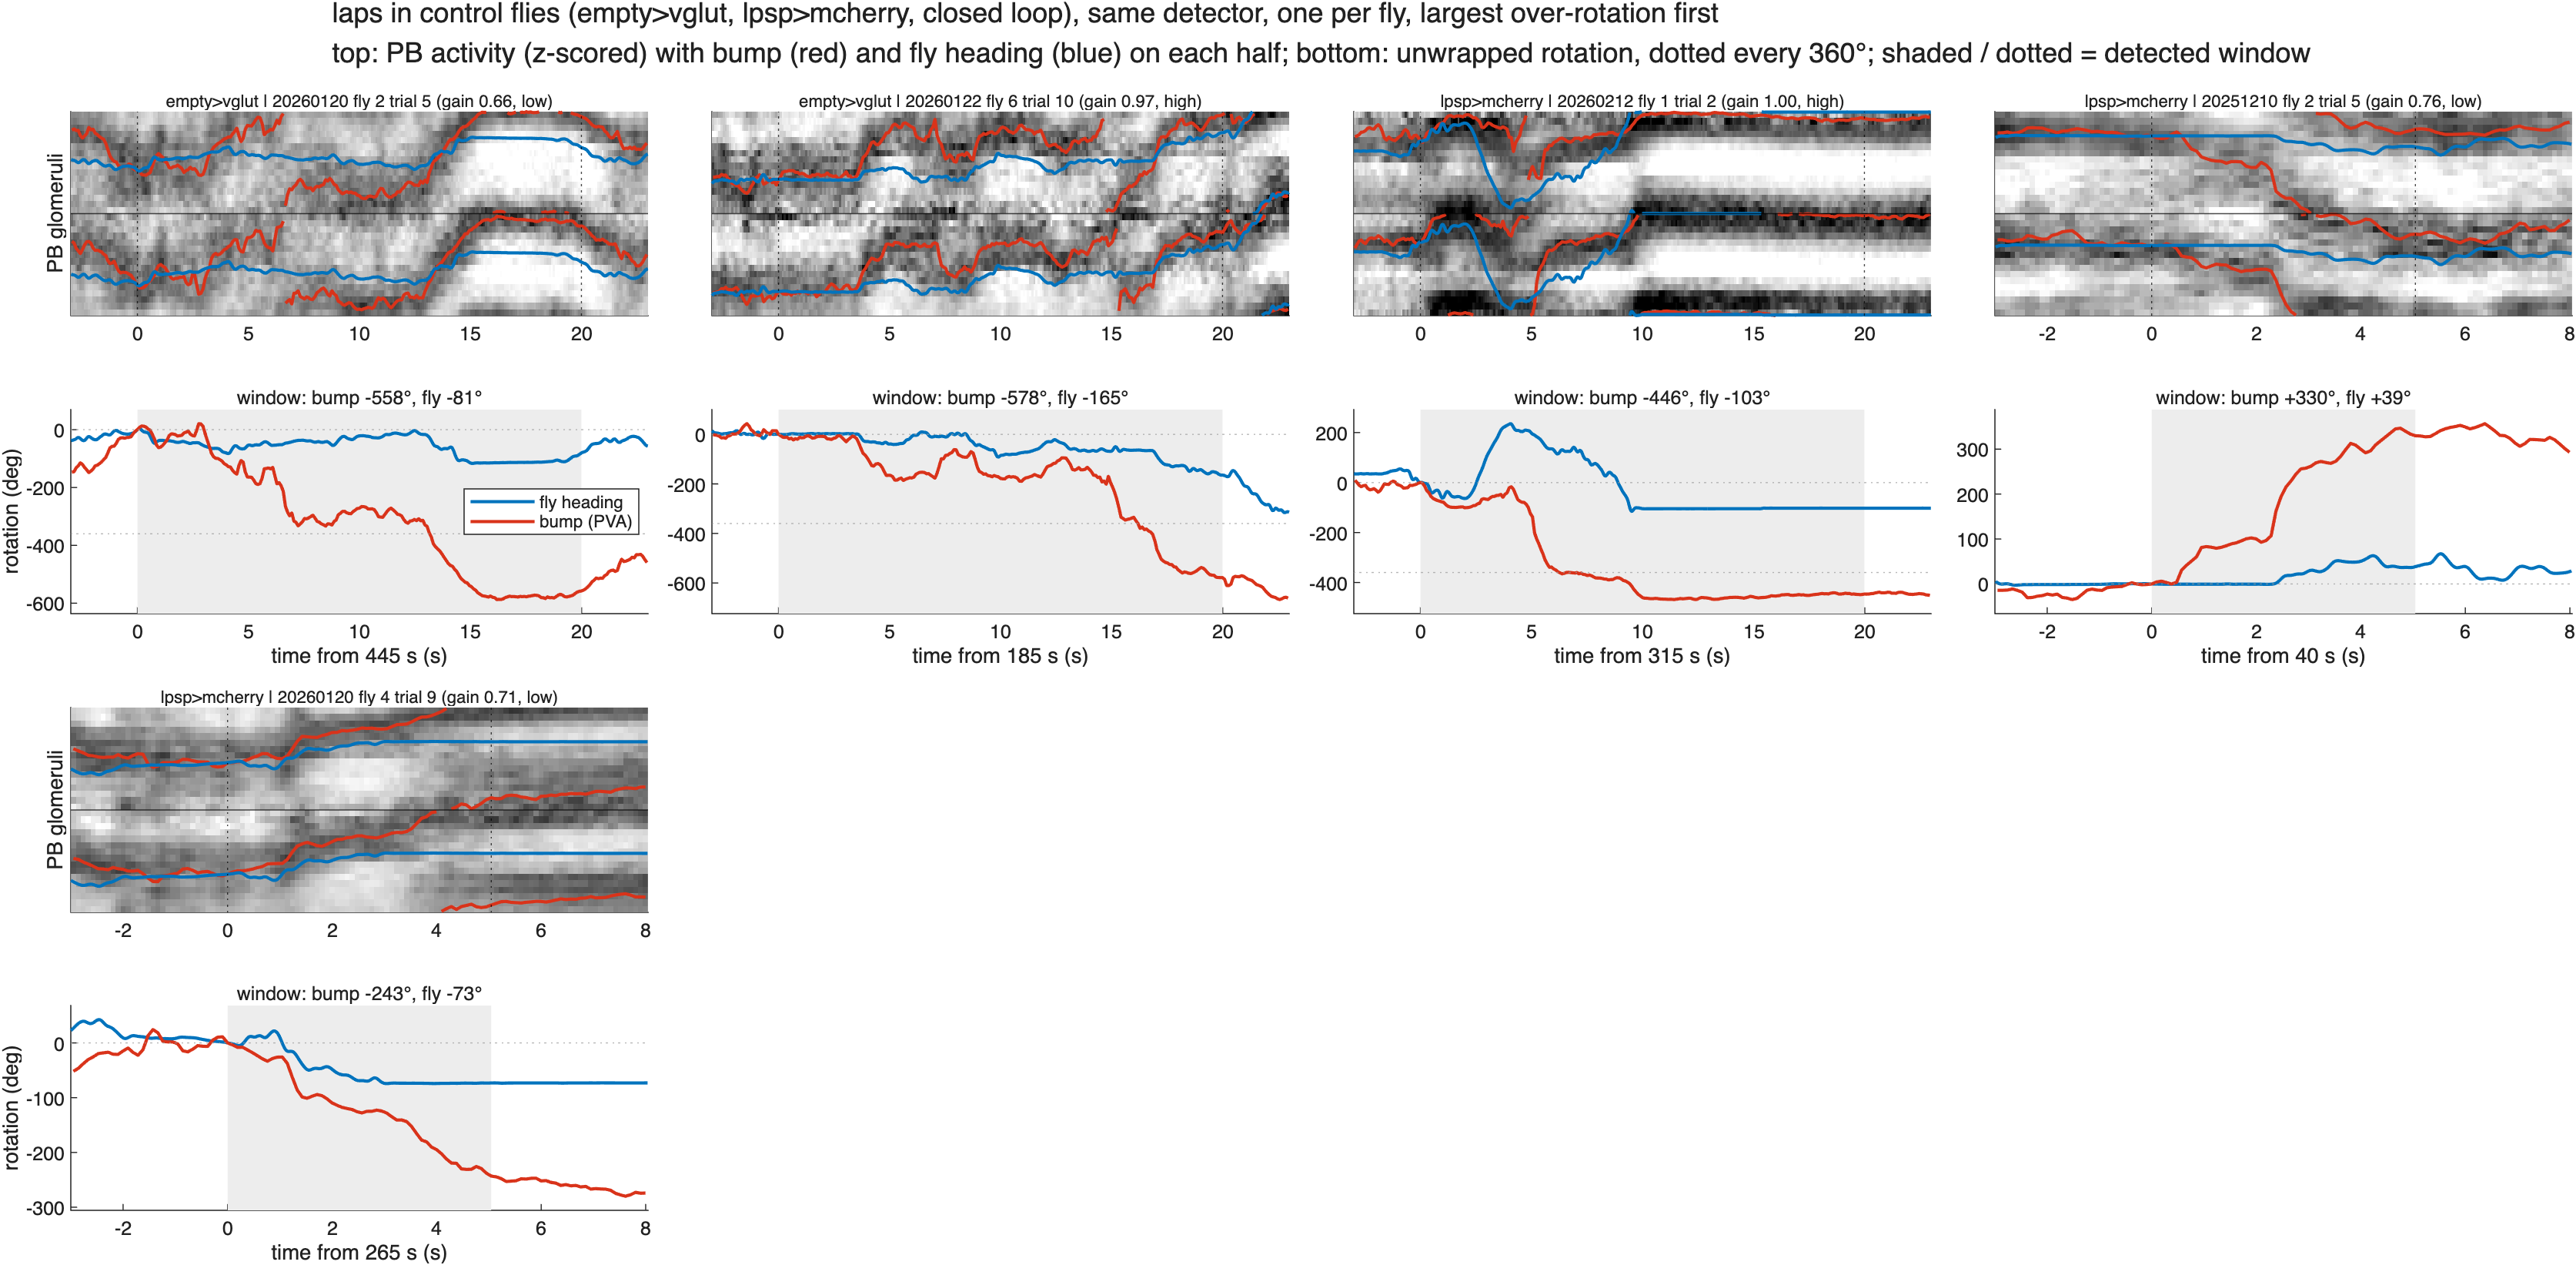 laps in control flies (empty>vglut, lpsp>mcherry, closed loop), same detector, one per fly, largest over-rotation first
top: PB activity (z-scored) with bump (red) and fly heading (blue) on each half; bottom: unwrapped rotation, dotted every 360°; shaded / dotted = detected window
empty>vglut | 20260120 fly 2 trial 5 (gain 0.66, low)
PB glomeruli
0 5 10 15 20
window: bump -558°, fly -81°
rotation (deg)
0
-200
-400
-600
fly heading
bump (PVA)
0 5 10 15 20
time from 445 s (s)
empty>vglut | 20260122 fly 6 trial 10 (gain 0.97, high)
0 5 10 15 20
window: bump -578°, fly -165°
0
-200
-400
-600
0 5 10 15 20
time from 185 s (s)
lpsp>mcherry | 20260212 fly 1 trial 2 (gain 1.00, high)
0 5 10 15 20
window: bump -446°, fly -103°
200
0
-200
-400
0 5 10 15 20
time from 315 s (s)
lpsp>mcherry | 20251210 fly 2 trial 5 (gain 0.76, low)
-2 0 2 4 6 8
window: bump +330°, fly +39°
300
200
100
0
-2 0 2 4 6 8
time from 40 s (s)
lpsp>mcherry | 20260120 fly 4 trial 9 (gain 0.71, low)
PB glomeruli
-2 0 2 4 6 8
window: bump -243°, fly -73°
rotation (deg)
0
-100
-200
-300
-2 0 2 4 6 8
time from 265 s (s)